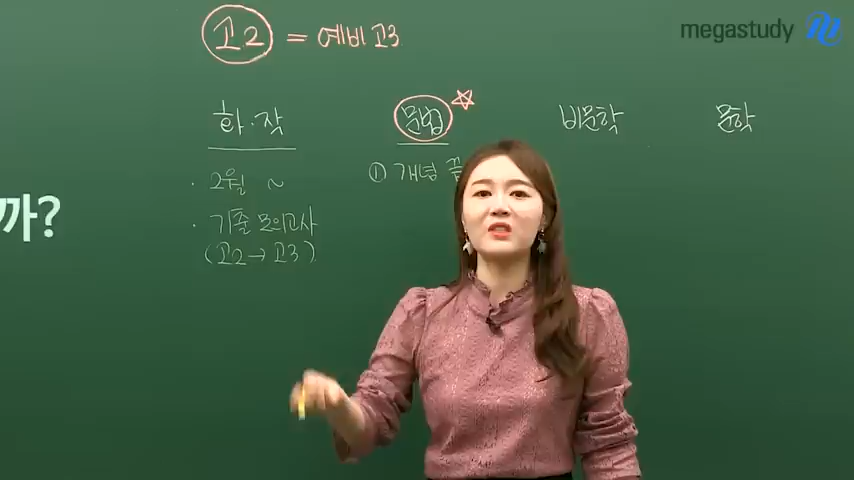 megastudy
고2 = 예비 고3
화·작 문법 비문학 문학
· 2월 ~ ① 개념 끝
까?
· 기출 모의고사
(고2→고3)